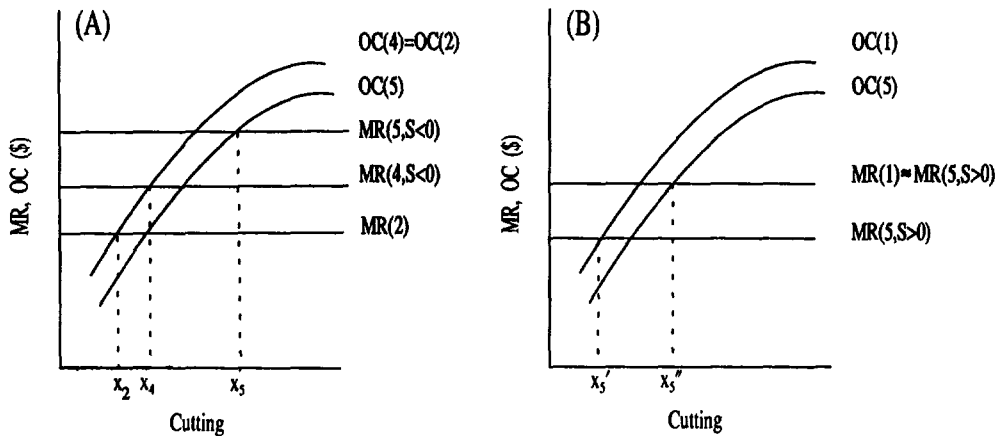 (A)
OC(4)=OC(2)
OC(5)
MR(5,S<0)
MR(4,S<0)
MR(2)
MR, OC ($)
x₂ x₄ x₅
Cutting
(B)
OC(1)
OC(5)
MR(1)≈MR(5,S>0)
MR(5,S>0)
MR, OC ($)
x₅' x₅"
Cutting